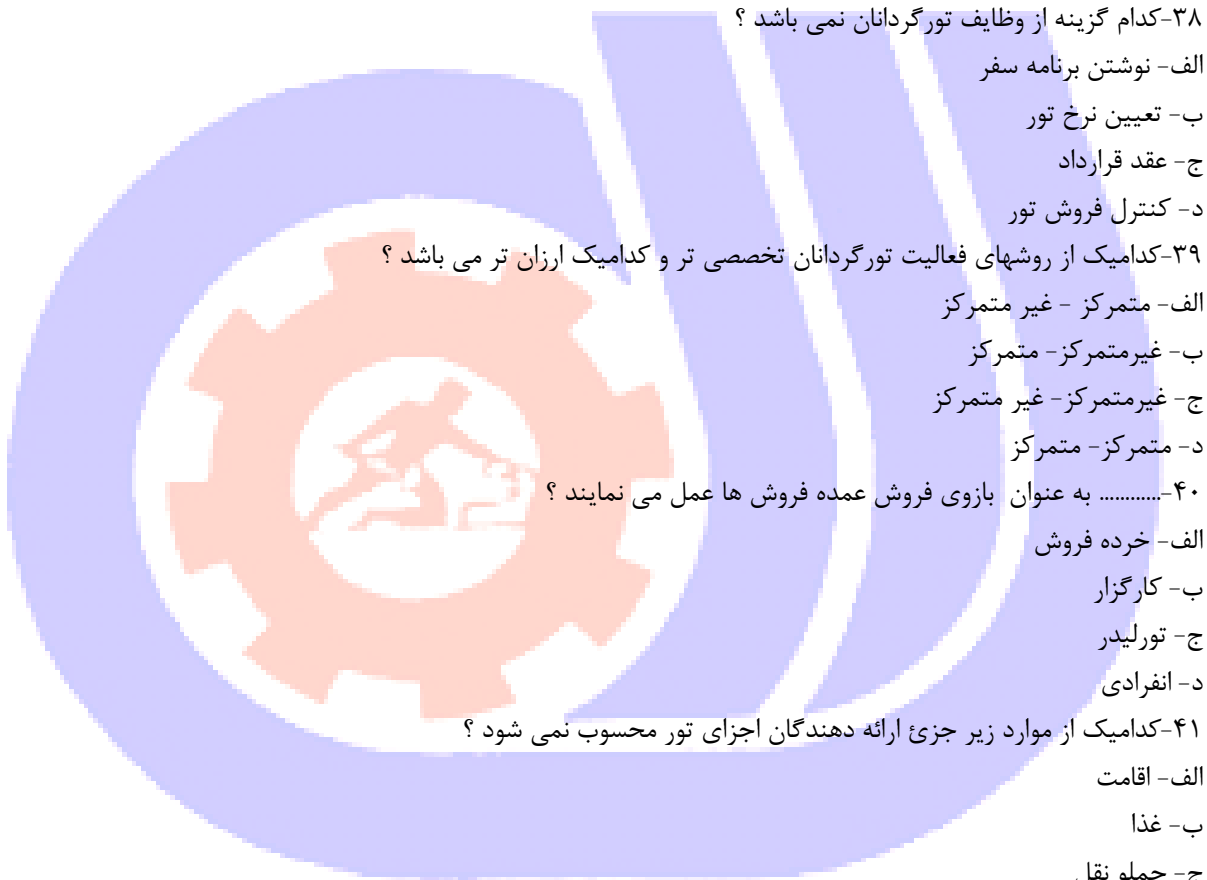 ۳۸-کدام گزینه از وظایف تورگردانان نمی باشد ؟
الف- نوشتن برنامه سفر
ب- تعیین نرخ تور
ج- عقد قرارداد
د- کنترل فروش تور
۳۹-کدامیک از روشهای فعالیت تورگردانان تخصصی تر و کدامیک ارزان تر می باشد ؟
الف- متمرکز - غیر متمرکز
ب- غیرمتمرکز- متمرکز
ج- غیرمتمرکز- غیر متمرکز
د- متمرکز- متمرکز
۴۰-............ به عنوان بازوی فروش عمده فروش ها عمل می نمایند ؟
الف- خرده فروش
ب- کارگزار
ج- تورلیدر
د- انفرادی
۴۱-کدامیک از موارد زیر جزئ ارائه دهندگان اجزای تور محسوب نمی شود ؟
الف- اقامت
ب- غذا
ج- حملو نقل